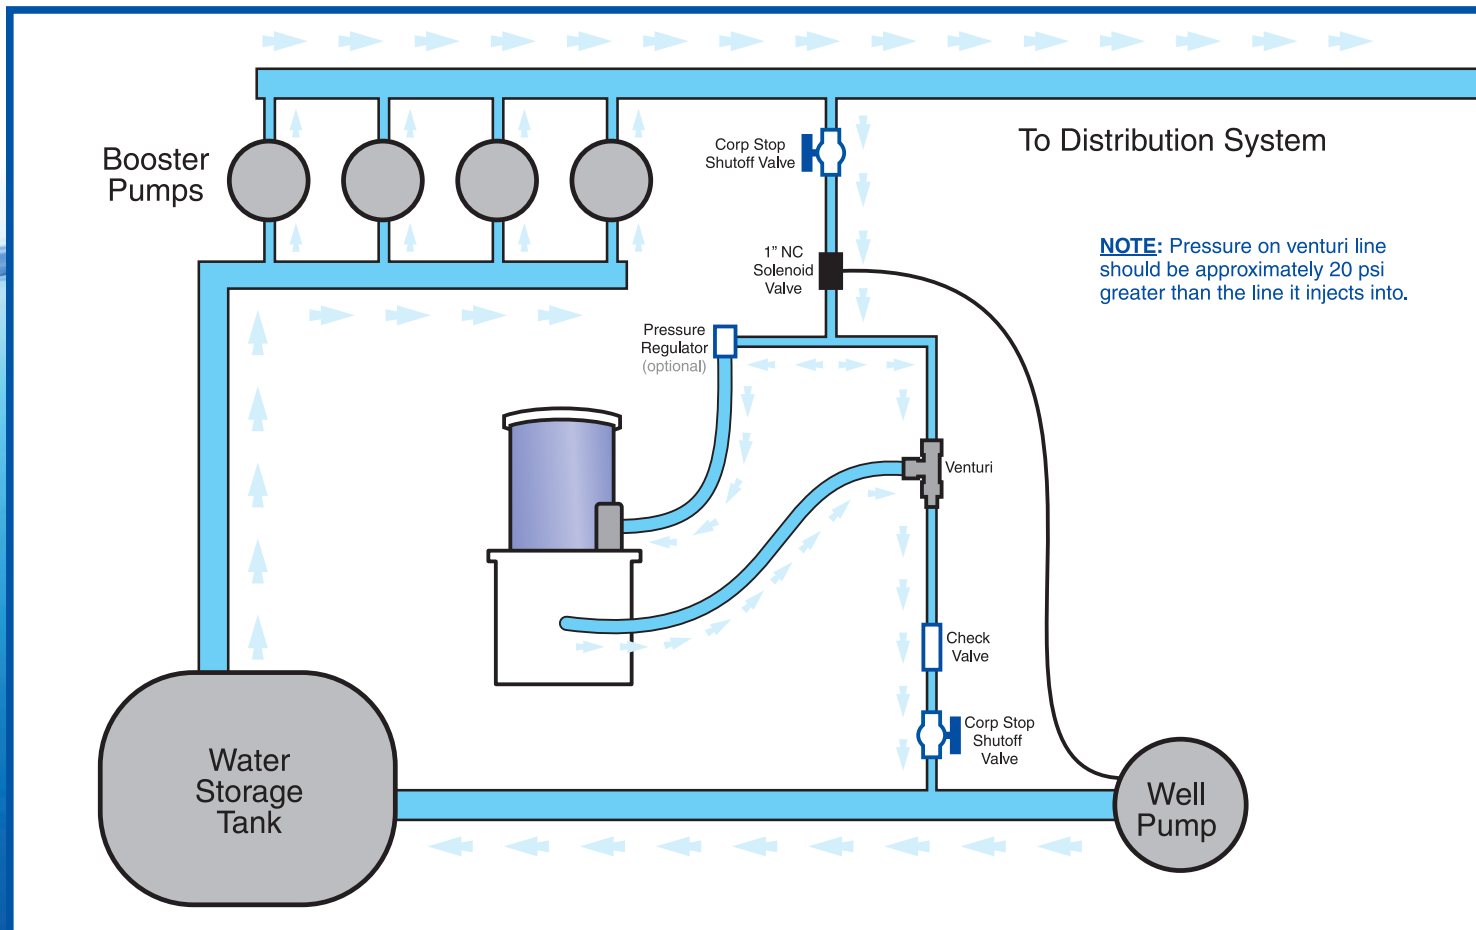 Booster
Pumps
Corp Stop
Shutoff Valve
To Distribution System
1” NC
Solenoid
Valve
NOTE: Pressure on venturi line
should be approximately 20 psi
greater than the line it injects into.
Pressure
Regulator
(optional)
Venturi
Check
Valve
Corp Stop
Shutoff
Valve
Water
Storage
Tank
Well
Pump